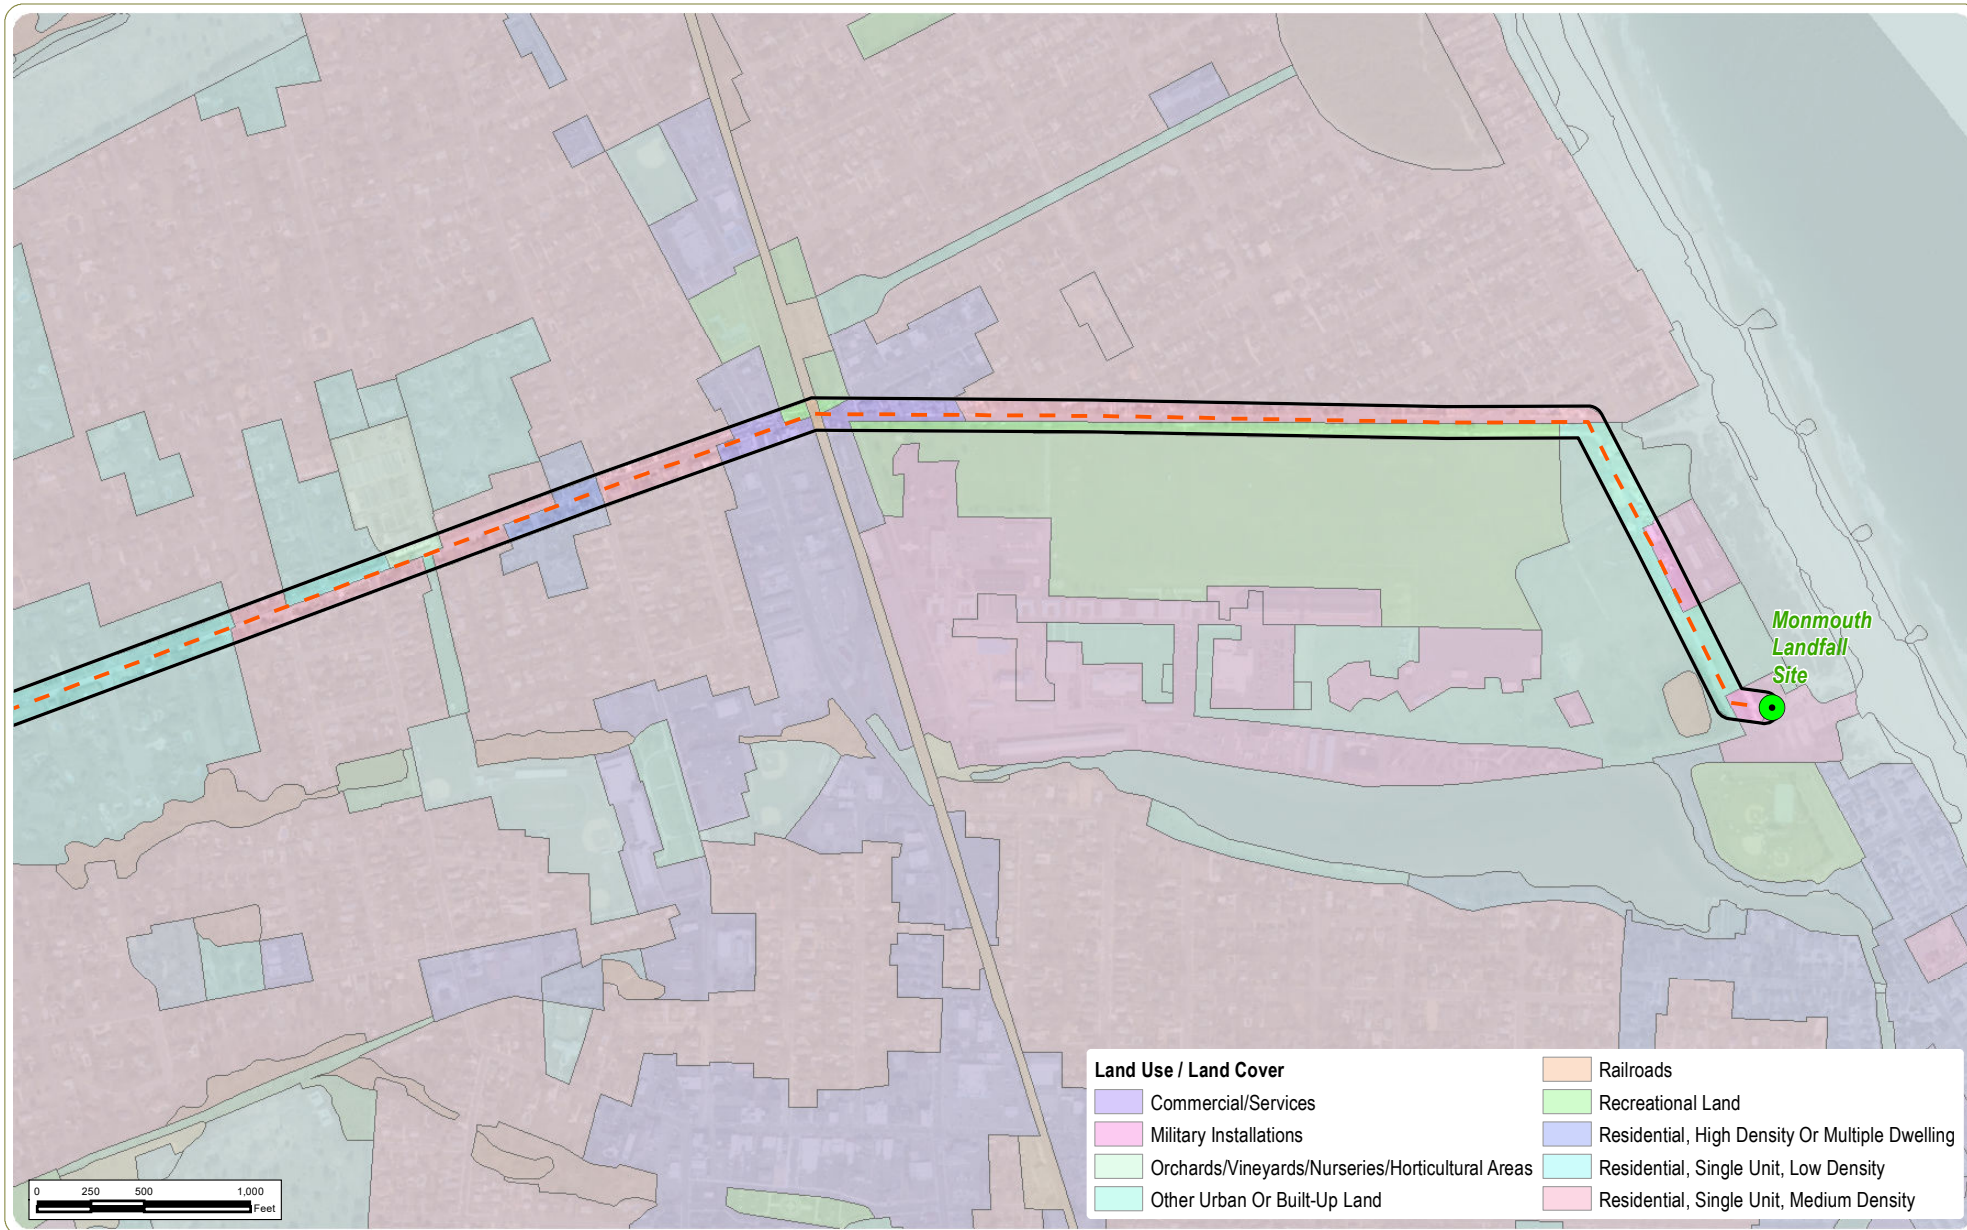 Monmouth
Landfall
Site
Land Use / Land Cover
Commercial/Services
Military Installations
Orchards/Vineyards/Nurseries/Horticultural Areas
Other Urban Or Built-Up Land
Railroads
Recreational Land
Residential, High Density Or Multiple Dwelling
Residential, Single Unit, Low Density
Residential, Single Unit, Medium Density
0 250 500 1,000
Feet